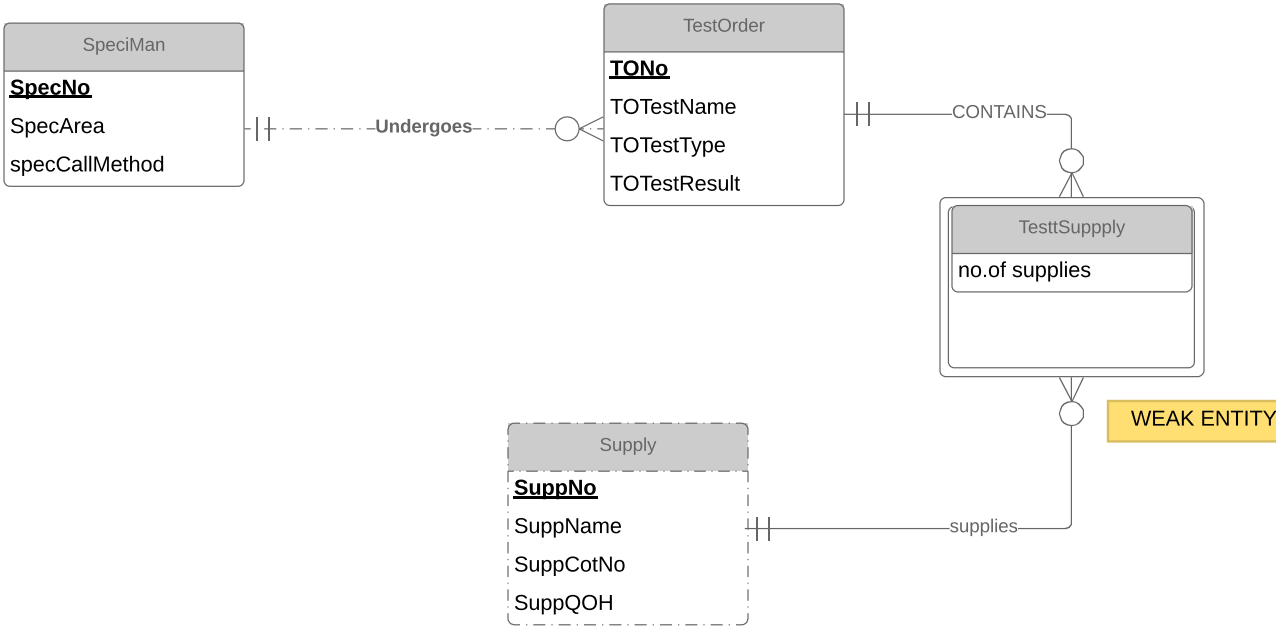 SpeciMan
SpecNo
SpecArea
specCallMethod
Undergoes
TestOrder
TONo
TOTestName
TOTestType
TOTestResult
CONTAINS
TesttSuppply
no.of supplies
WEAK ENTITY
Supply
SuppNo
SuppName
SuppCotNo
SuppQOH
supplies